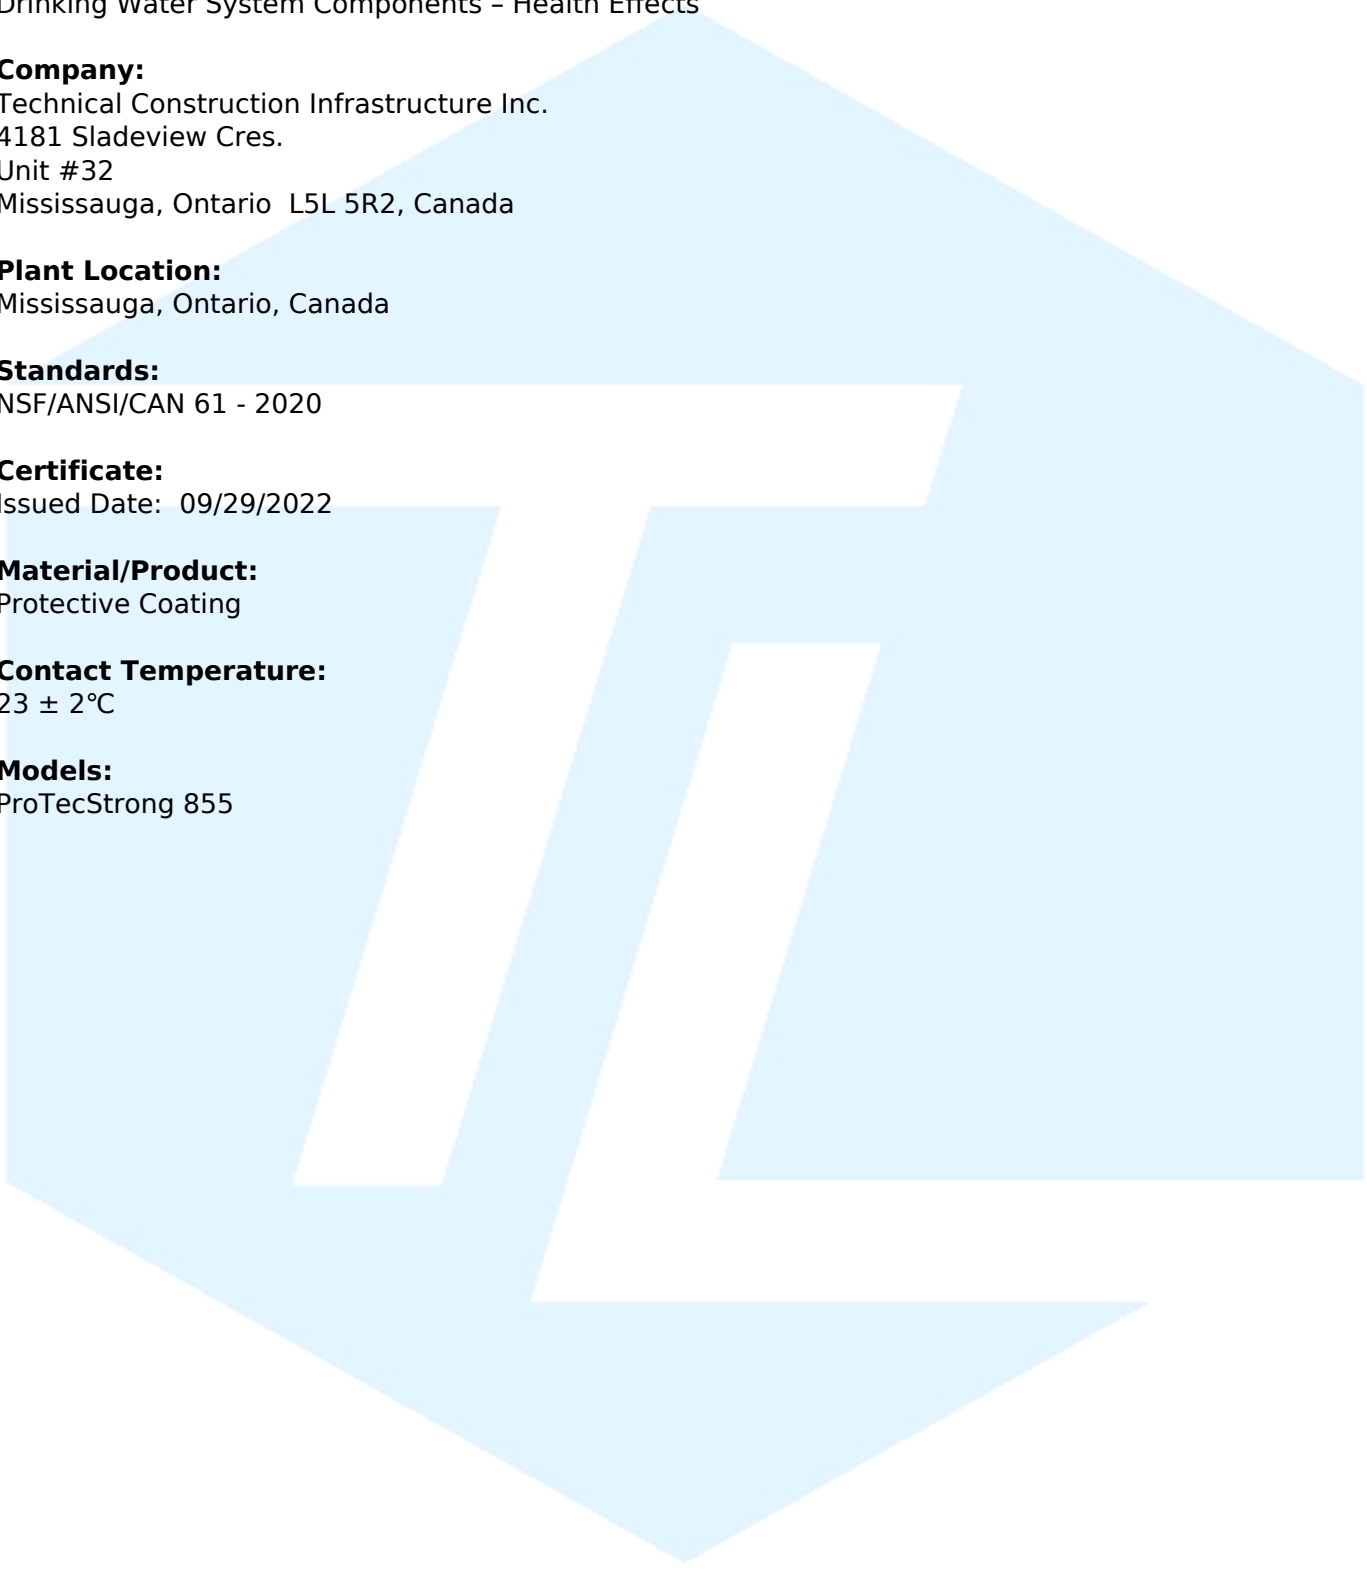 Drinking Water System Components – Health Effects
Company:
Technical Construction Infrastructure Inc.
4181 Sladeview Cres.
Unit #32
Mississauga, Ontario  L5L 5R2, Canada
Plant Location:
Mississauga, Ontario, Canada
Standards:
NSF/ANSI/CAN 61 - 2020
Certificate:
Issued Date:  09/29/2022
Material/Product:
Protective Coating
Contact Temperature:
23 ± 2℃
Models:
ProTecStrong 855
TL